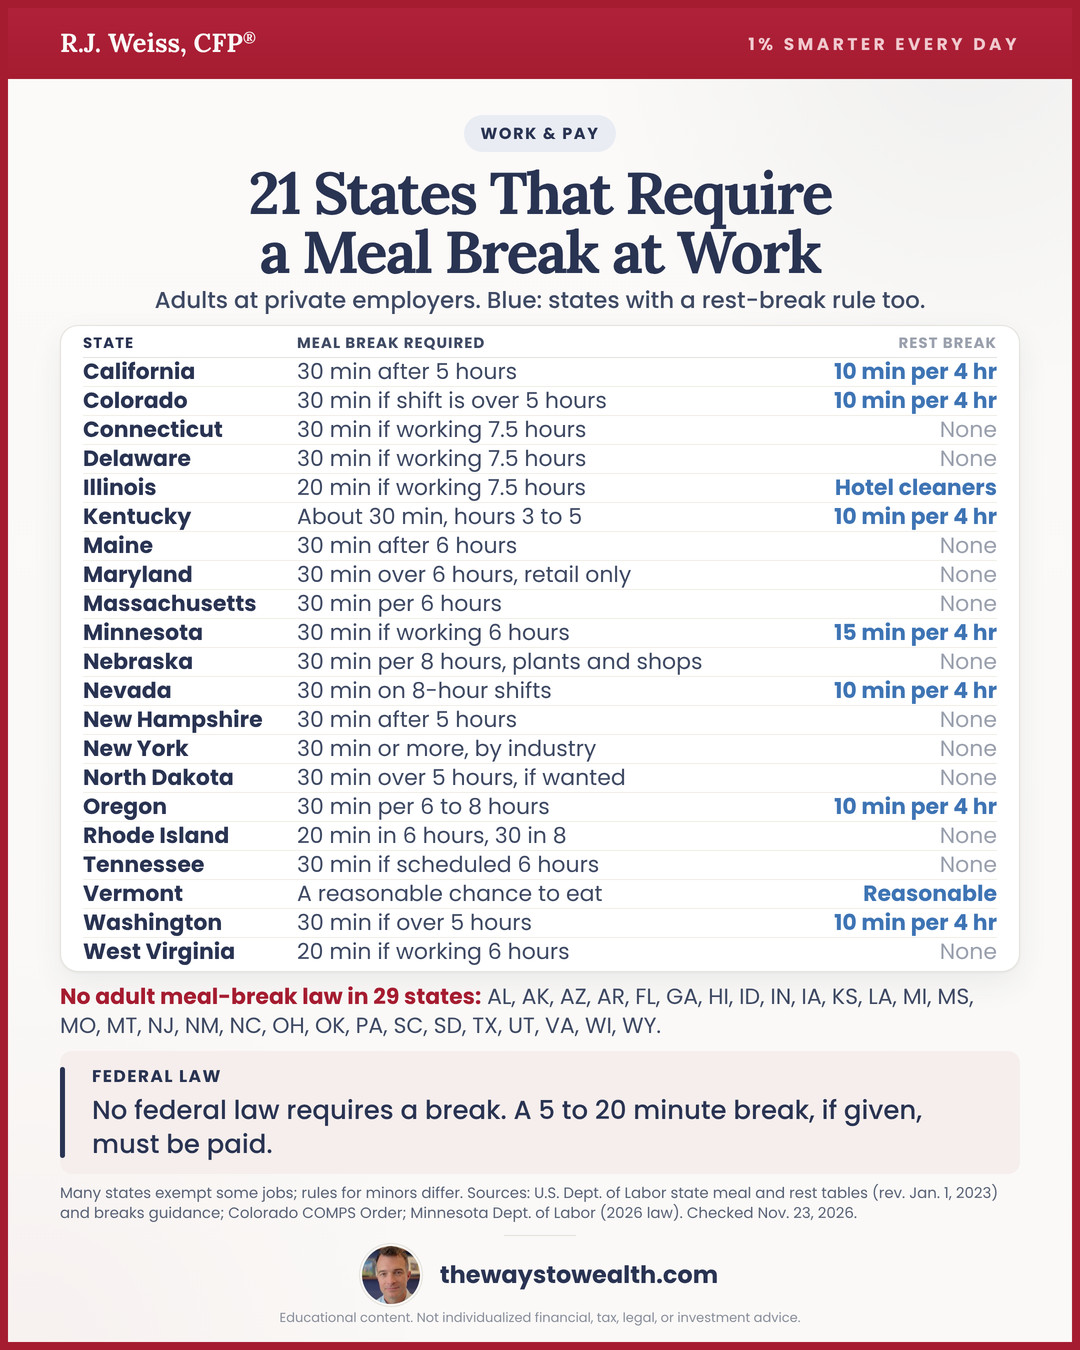 R.J. Weiss, CFP®
1% SMARTER EVERY DAY
WORK & PAY
21 States That Require
a Meal Break at Work
Adults at private employers. Blue: states with a rest-break rule too.
STATE MEAL BREAK REQUIRED REST BREAK
California 30 min after 5 hours 10 min per 4 hr
Colorado 30 min if shift is over 5 hours 10 min per 4 hr
Connecticut 30 min if working 7.5 hours None
Delaware 30 min if working 7.5 hours None
Illinois 20 min if working 7.5 hours Hotel cleaners
Kentucky About 30 min, hours 3 to 5 10 min per 4 hr
Maine 30 min after 6 hours None
Maryland 30 min over 6 hours, retail only None
Massachusetts 30 min per 6 hours None
Minnesota 30 min if working 6 hours 15 min per 4 hr
Nebraska 30 min per 8 hours, plants and shops None
Nevada 30 min on 8-hour shifts 10 min per 4 hr
New Hampshire 30 min after 5 hours None
New York 30 min or more, by industry None
North Dakota 30 min over 5 hours, if wanted None
Oregon 30 min per 6 to 8 hours 10 min per 4 hr
Rhode Island 20 min in 6 hours, 30 in 8 None
Tennessee 30 min if scheduled 6 hours None
Vermont A reasonable chance to eat Reasonable
Washington 30 min if over 5 hours 10 min per 4 hr
West Virginia 20 min if working 6 hours None
No adult meal-break law in 29 states: AL, AK, AZ, AR, FL, GA, HI, ID, IN, IA, KS, LA, MI, MS,
MO, MT, NJ, NM, NC, OH, OK, PA, SC, SD, TX, UT, VA, WI, WY.
FEDERAL LAW
No federal law requires a break. A 5 to 20 minute break, if given,
must be paid.
Many states exempt some jobs; rules for minors differ. Sources: U.S. Dept. of Labor state meal and rest tables (rev. Jan. 1, 2023)
and breaks guidance; Colorado COMPS Order; Minnesota Dept. of Labor (2026 law). Checked Nov. 23, 2026.
thewaystowealth.com
Educational content. Not individualized financial, tax, legal, or investment advice.